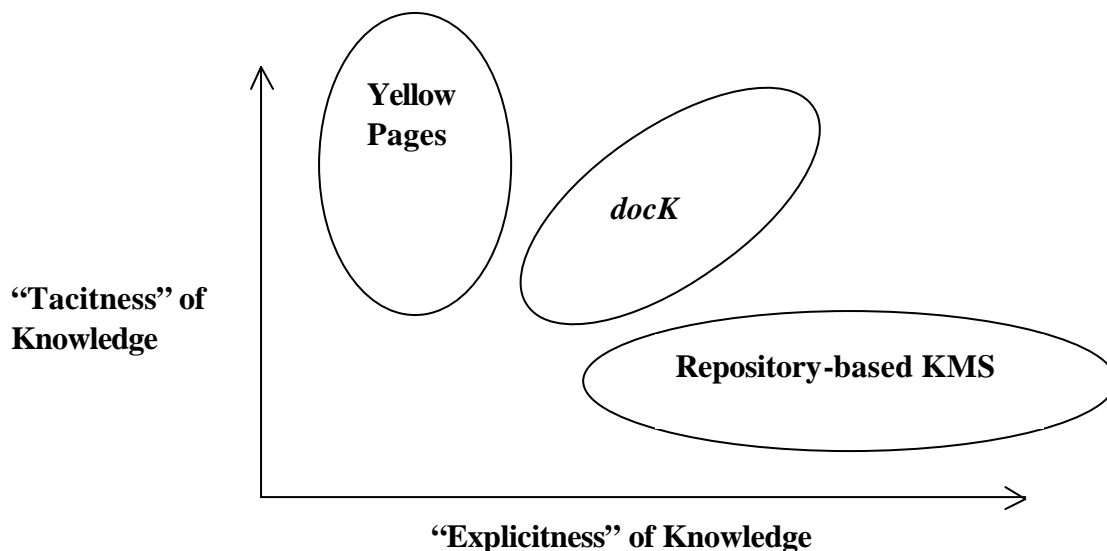 Yellow
Pages
docK
“Tacitness” of
Knowledge
Repository-based KMS
“Explicitness” of Knowledge